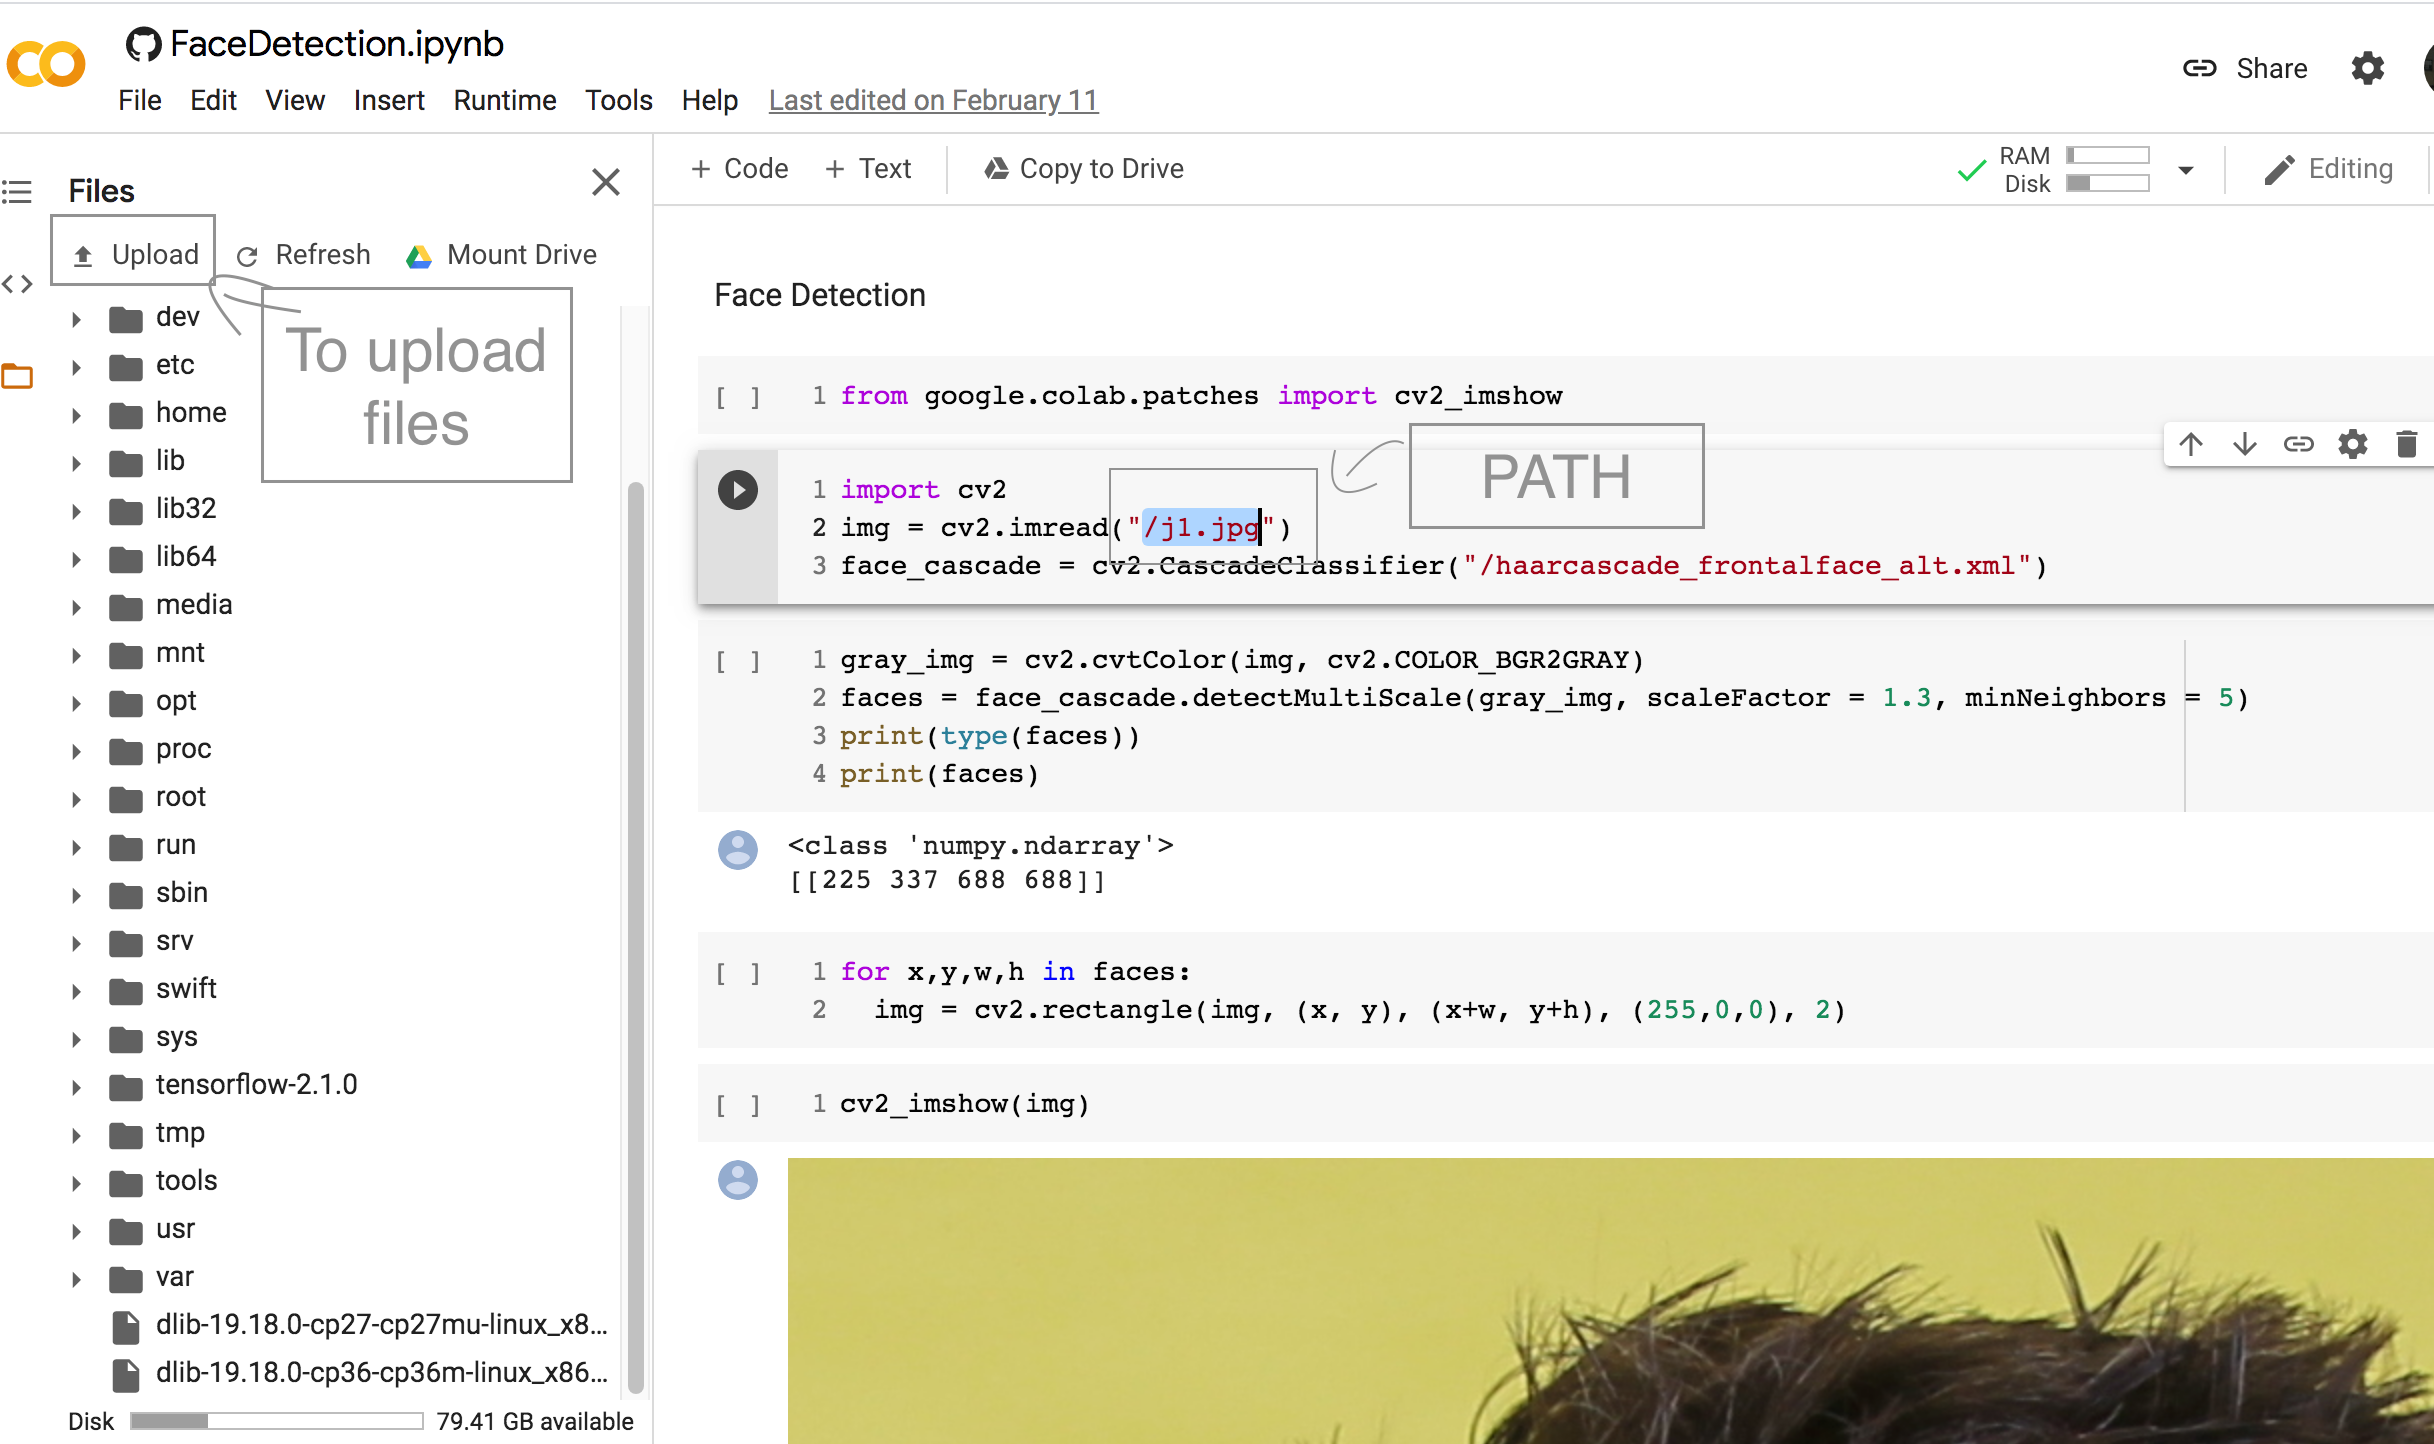 FaceDetection.ipynb
File Edit View Insert Runtime Tools Help Last edited on February 11
Share
Files
Upload Refresh Mount Drive
To upload
files
dev
etc
home
lib
lib32
lib64
media
mnt
opt
proc
root
run
sbin
srv
swift
sys
tensorflow-2.1.0
tmp
tools
usr
var
dlib-19.18.0-cp27-cp27mu-linux_x8...
dlib-19.18.0-cp36-cp36m-linux_x86...
Disk 79.41 GB available
+ Code + Text Copy to Drive
RAM
Disk
Editing
Face Detection
[ ] 1 from google.colab.patches import cv2_imshow
PATH
1 import cv2
2 img = cv2.imread("/j1.jpg")
3 face_cascade = cv2.CascadeClassifier("/haarcascade_frontalface_alt.xml")
[ ] 1 gray_img = cv2.cvtColor(img, cv2.COLOR_BGR2GRAY)
2 faces = face_cascade.detectMultiScale(gray_img, scaleFactor = 1.3, minNeighbors = 5)
3 print(type(faces))
4 print(faces)
<class 'numpy.ndarray'>
[[225 337 688 688]]
[ ] 1 for x,y,w,h in faces:
2   img = cv2.rectangle(img, (x, y), (x+w, y+h), (255,0,0), 2)
[ ] 1 cv2_imshow(img)